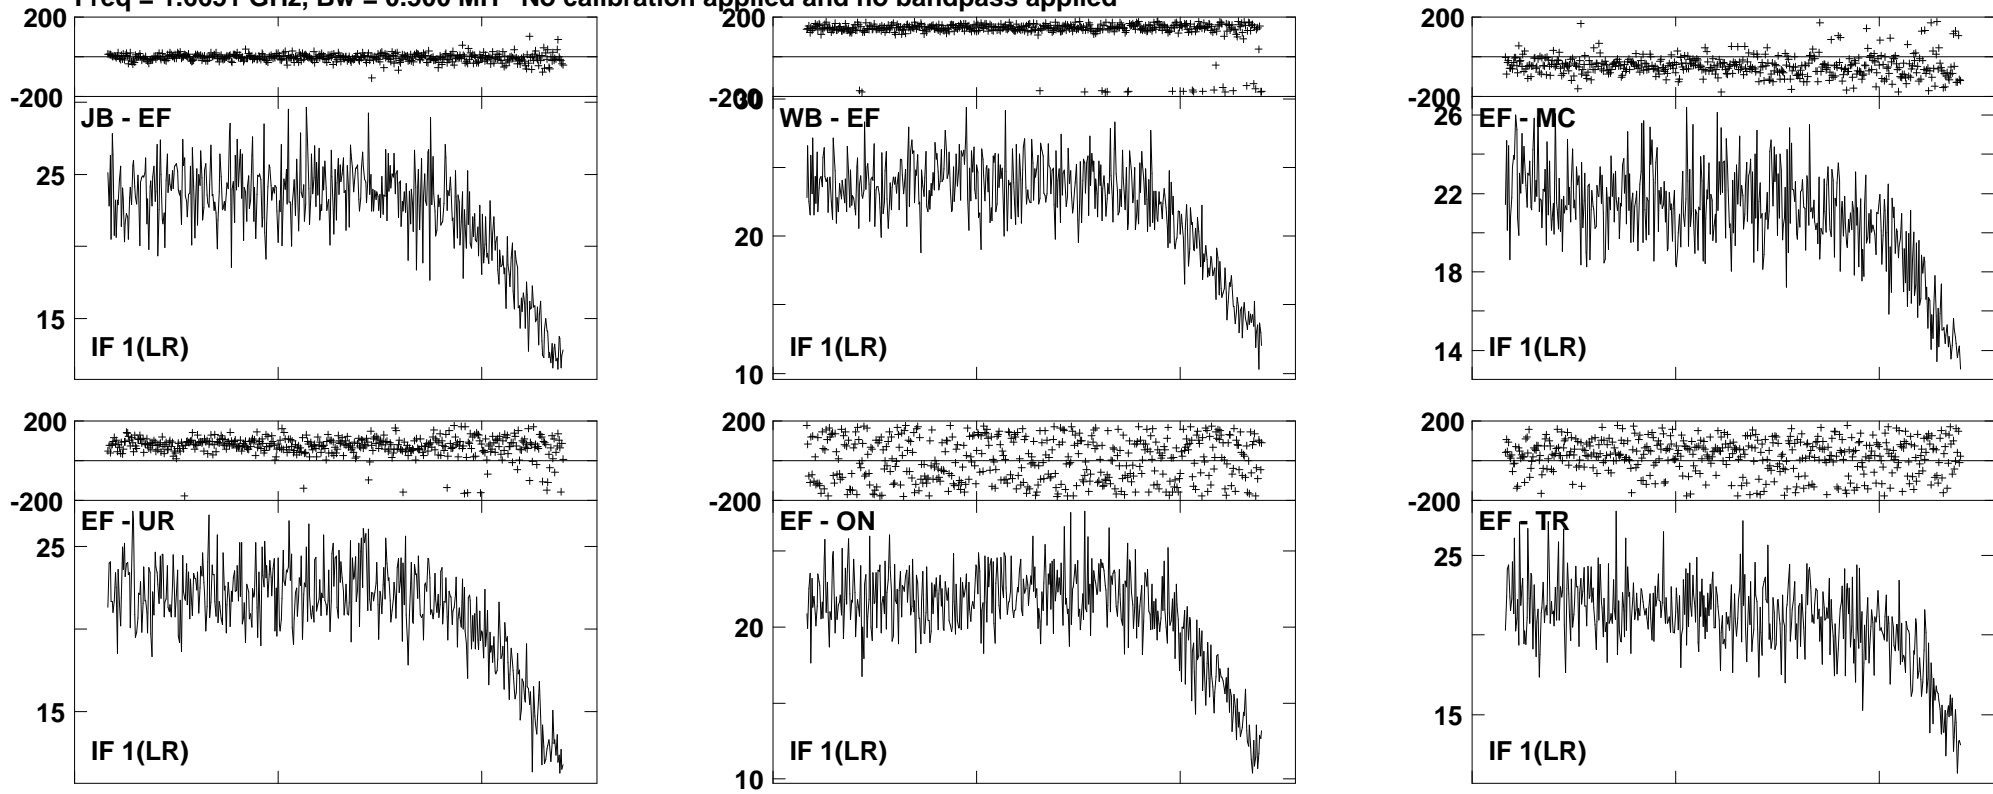 No calibration applied and no bandpass applied
200
-200
JB - EF
25
15
IF 1(LR)
200
-200
30
WB - EF
20
10
IF 1(LR)
200
-200
26
EF - MC
22
18
14
IF 1(LR)
200
-200
EF - UR
25
15
IF 1(LR)
200
-200
EF - ON
20
10
IF 1(LR)
200
-200
EF - TR
25
15
IF 1(LR)